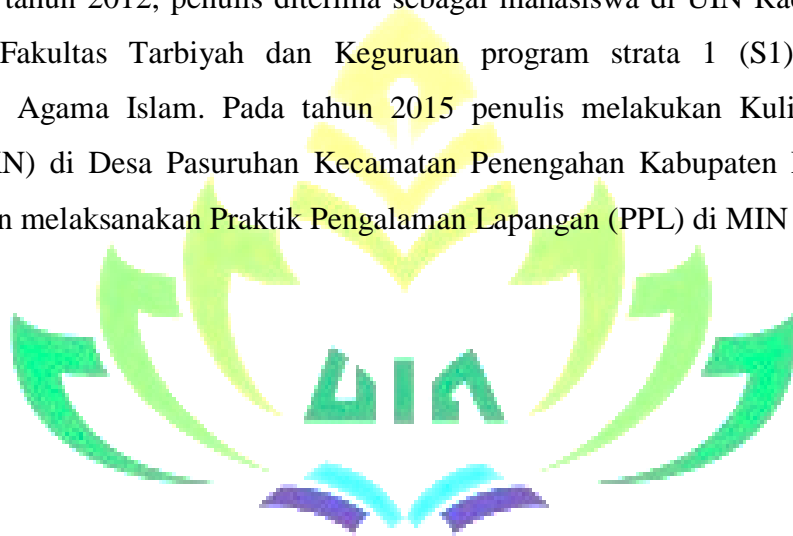 tahun 2012, penulis diterima sebagai mahasiswa di UIN
Fakultas Tarbiyah dan Keguruan program strata 1 (S1)
Agama Islam. Pada tahun 2015 penulis melakukan
di Desa Pasuruhan Kecamatan Penengahan Kabupaten
melaksanakan Praktik Pengalaman Lapangan (PPL) di MIN
UIN